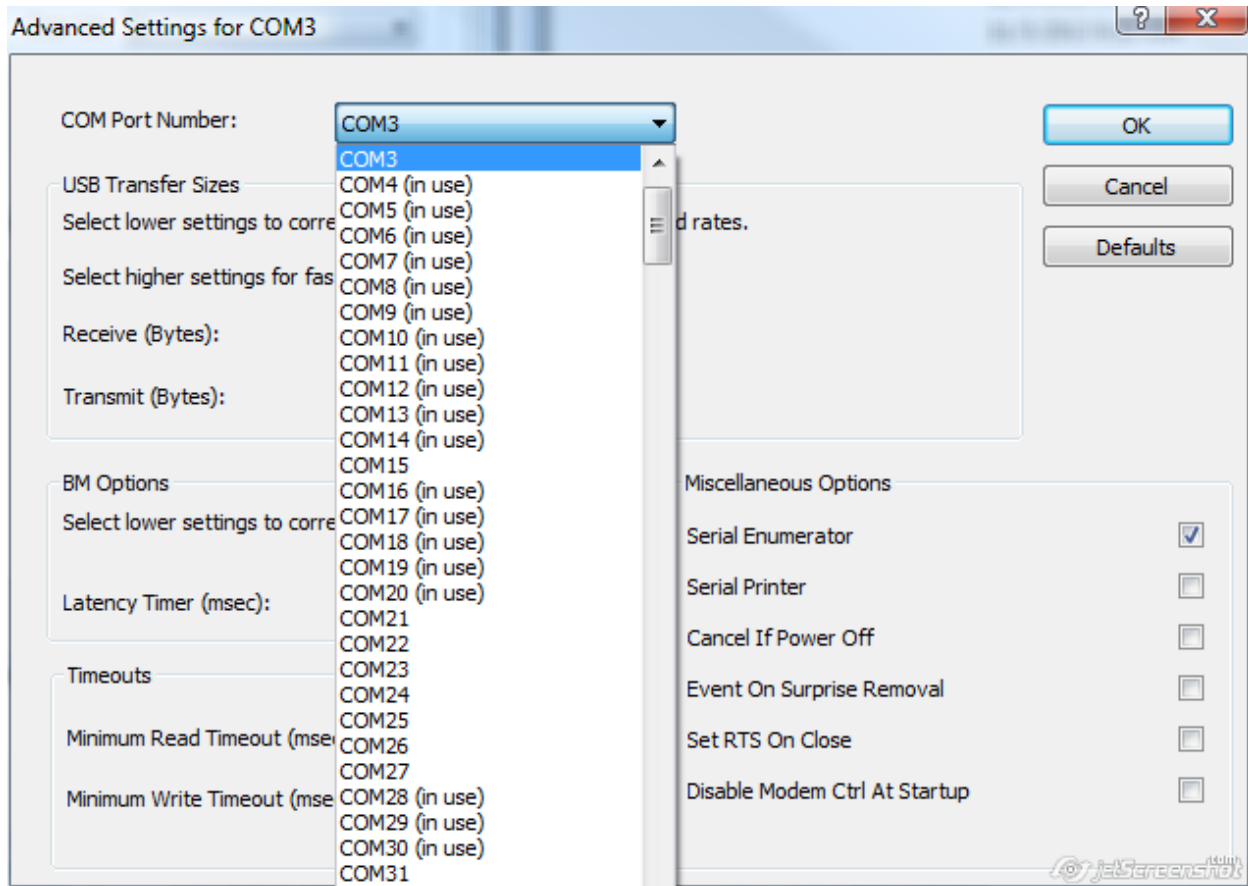 Advanced Settings for COM3
?
X
COM Port Number:
COM3
OK
Cancel
Defaults
USB Transfer Sizes
Select lower settings to corre
d rates.
Select higher settings for fas
Receive (Bytes):
Transmit (Bytes):
COM3
COM4 (in use)
COM5 (in use)
COM6 (in use)
COM7 (in use)
COM8 (in use)
COM9 (in use)
COM10 (in use)
COM11 (in use)
COM12 (in use)
COM13 (in use)
COM14 (in use)
COM15
COM16 (in use)
COM17 (in use)
COM18 (in use)
COM19 (in use)
COM20 (in use)
COM21
COM22
COM23
COM24
COM25
COM26
COM27
COM28 (in use)
COM29 (in use)
COM30 (in use)
COM31
BM Options
Select lower settings to corre
Latency Timer (msec):
Timeouts
Minimum Read Timeout (mse
Minimum Write Timeout (mse
Miscellaneous Options
Serial Enumerator
Serial Printer
Cancel If Power Off
Event On Surprise Removal
Set RTS On Close
Disable Modem Ctrl At Startup
jetScreenshot
.com